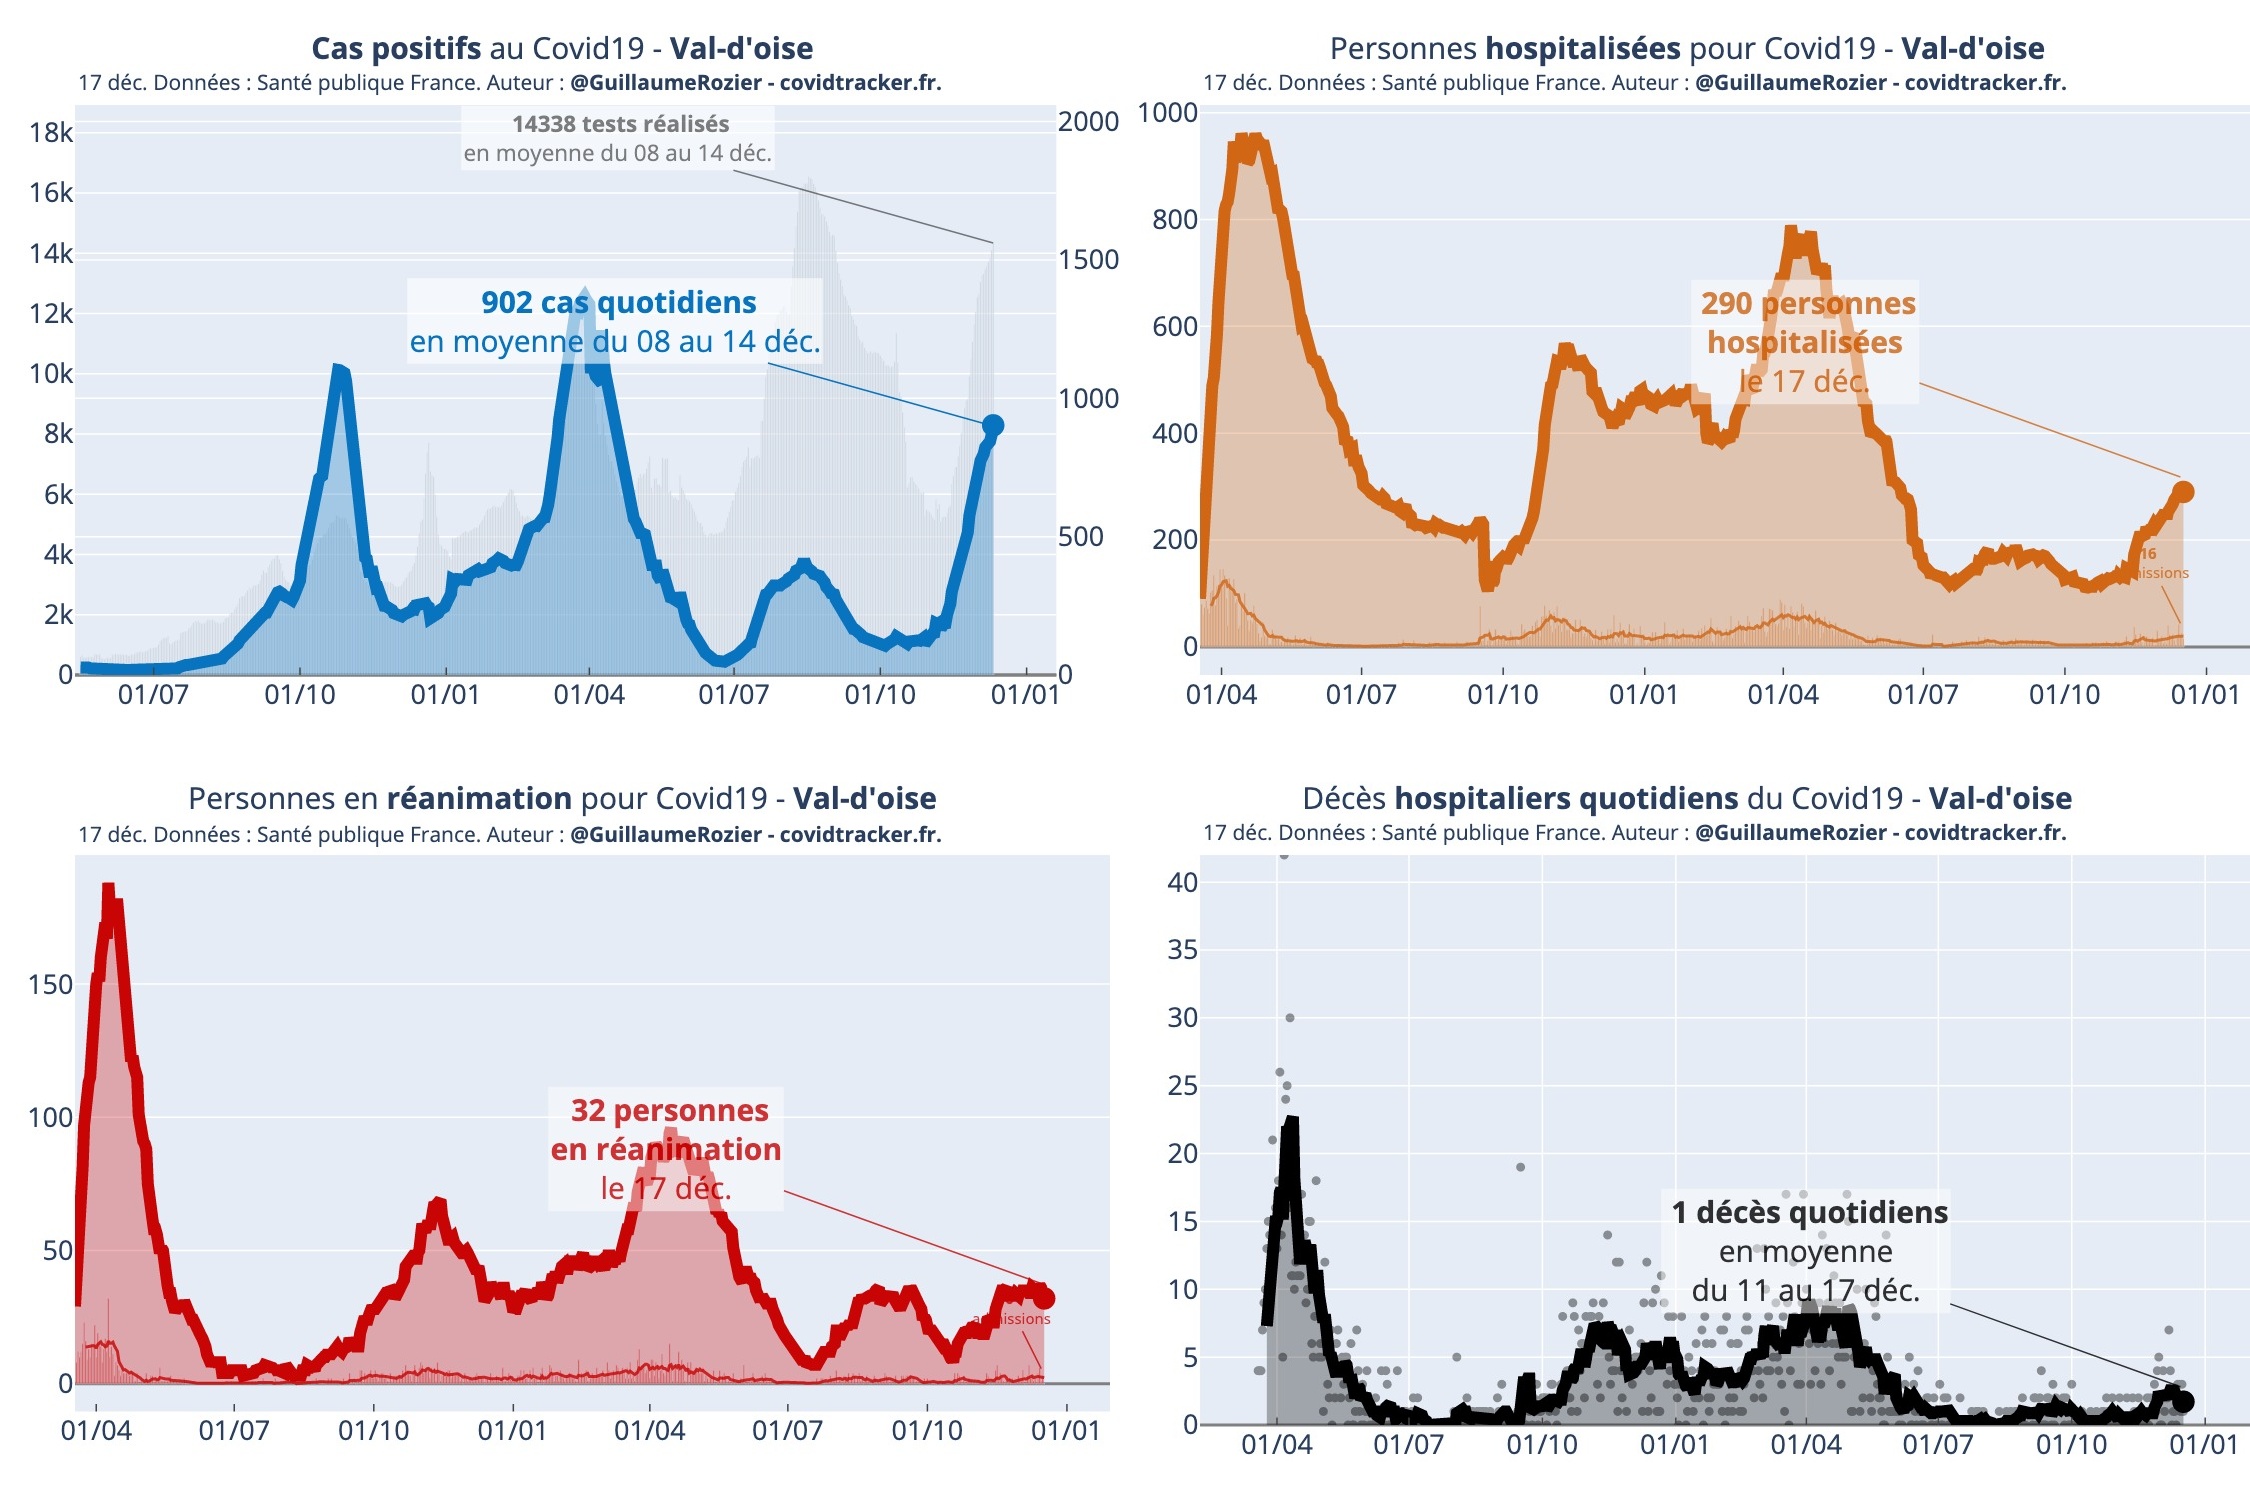 Cas positifs au Covid19 - Val-d'oise
17 déc. Données : Santé publique France. Auteur : @GuillaumeRozier - covidtracker.fr.
14338 tests réalisés
en moyenne du 08 au 14 déc.
902 cas quotidiens
en moyenne du 08 au 14 déc.
18k
16k
14k
12k
10k
8k
6k
4k
2k
0
2000
1500
1000
500
0
01/07 01/10 01/01 01/04 01/07 01/10 01/01
Personnes hospitalisées pour Covid19 - Val-d'oise
17 déc. Données : Santé publique France. Auteur : @GuillaumeRozier - covidtracker.fr.
1000
800
600
400
200
0
290 personnes
hospitalisées
le 17 déc.
16
01/04 01/07 01/10 01/01 01/04 01/07 01/10 01/01
Personnes en réanimation pour Covid19 - Val-d'oise
17 déc. Données : Santé publique France. Auteur : @GuillaumeRozier - covidtracker.fr.
150
100
50
0
32 personnes
en réanimation
le 17 déc.
admissions
01/04 01/07 01/10 01/01 01/04 01/07 01/10 01/01
Décès hospitaliers quotidiens du Covid19 - Val-d'oise
17 déc. Données : Santé publique France. Auteur : @GuillaumeRozier - covidtracker.fr.
40
35
30
25
20
15
10
5
0
1 décès quotidiens
en moyenne
du 11 au 17 déc.
01/04 01/07 01/10 01/01 01/04 01/07 01/10 01/01